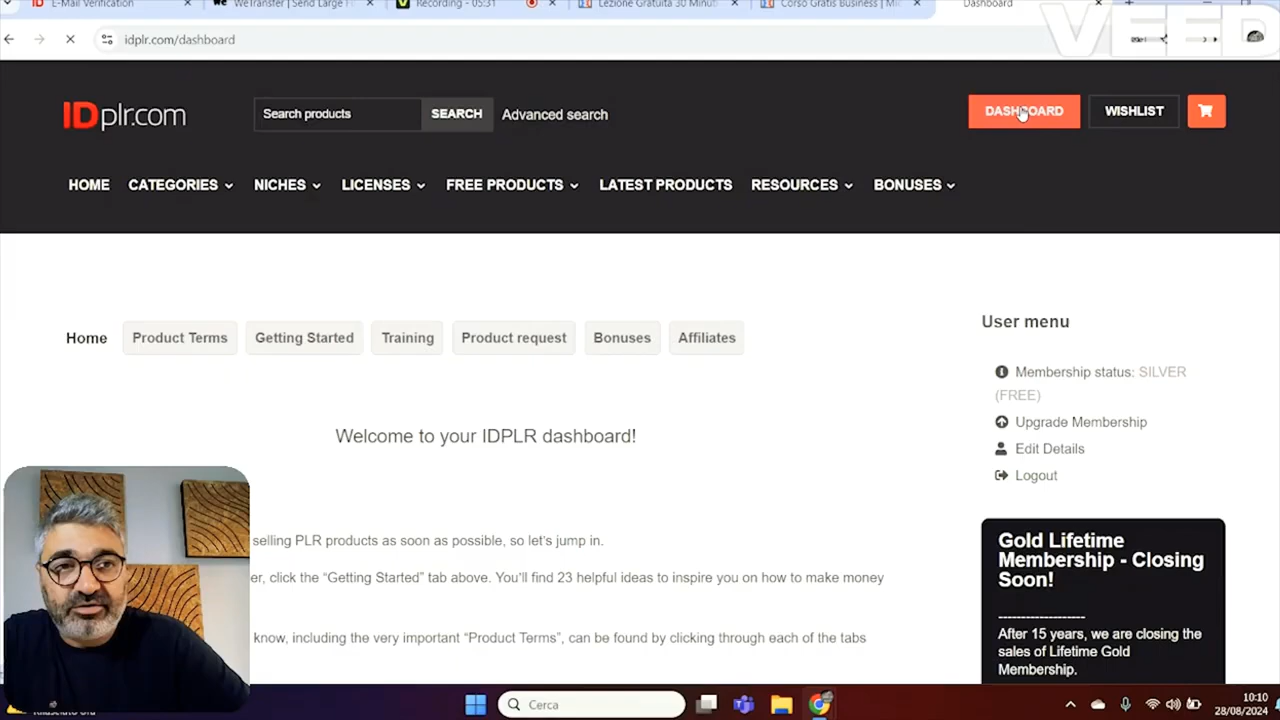 E-Mail Verification
WeTransfer | Send Large Fi
Recording - 05:31
Lezione Gratuita 30 Minut
Corso Gratis Business | Mi
Dashboard
VEED
idplr.com/dashboard
IDplr.com
Search products
SEARCH
Advanced search
DASHBOARD
WISHLIST
HOME
CATEGORIES
NICHES
LICENSES
FREE PRODUCTS
LATEST PRODUCTS
RESOURCES
BONUSES
Home
Product Terms
Getting Started
Training
Product request
Bonuses
Affiliates
Welcome to your IDPLR dashboard!
selling PLR products as soon as possible, so let's jump in.
er, click the “Getting Started” tab above. You'll find 23 helpful ideas to inspire you on how to make money
know, including the very important “Product Terms”, can be found by clicking through each of the tabs
User menu
Membership status: SILVER
(FREE)
Upgrade Membership
Edit Details
Logout
Gold Lifetime
Membership - Closing
Soon!
-------------------
After 15 years, we are closing the
sales of Lifetime Gold
Membership.
Cerca
10:10
28/08/2024